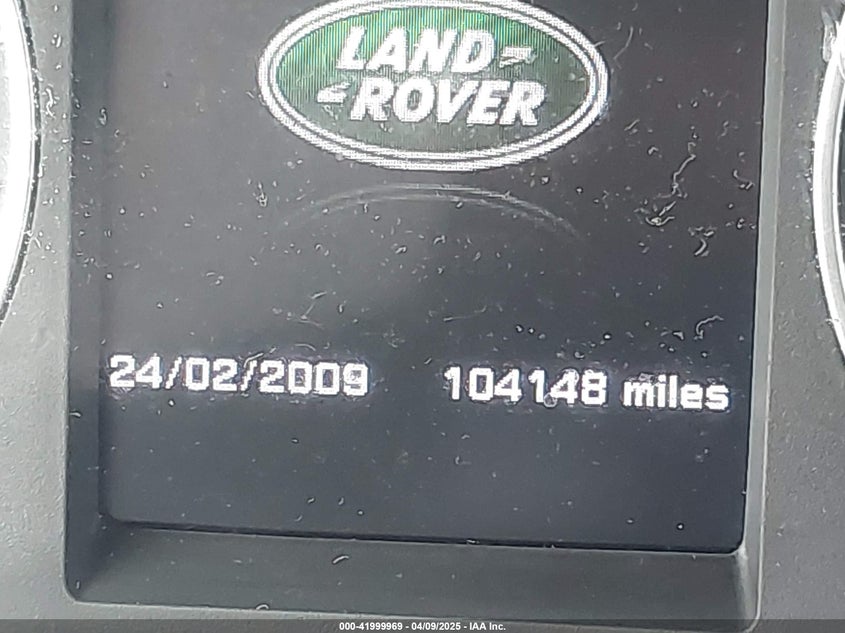 LAND
ROVER
24/02/2009 104148 miles
000-41999969 - 04/09/2025 - IAA Inc.